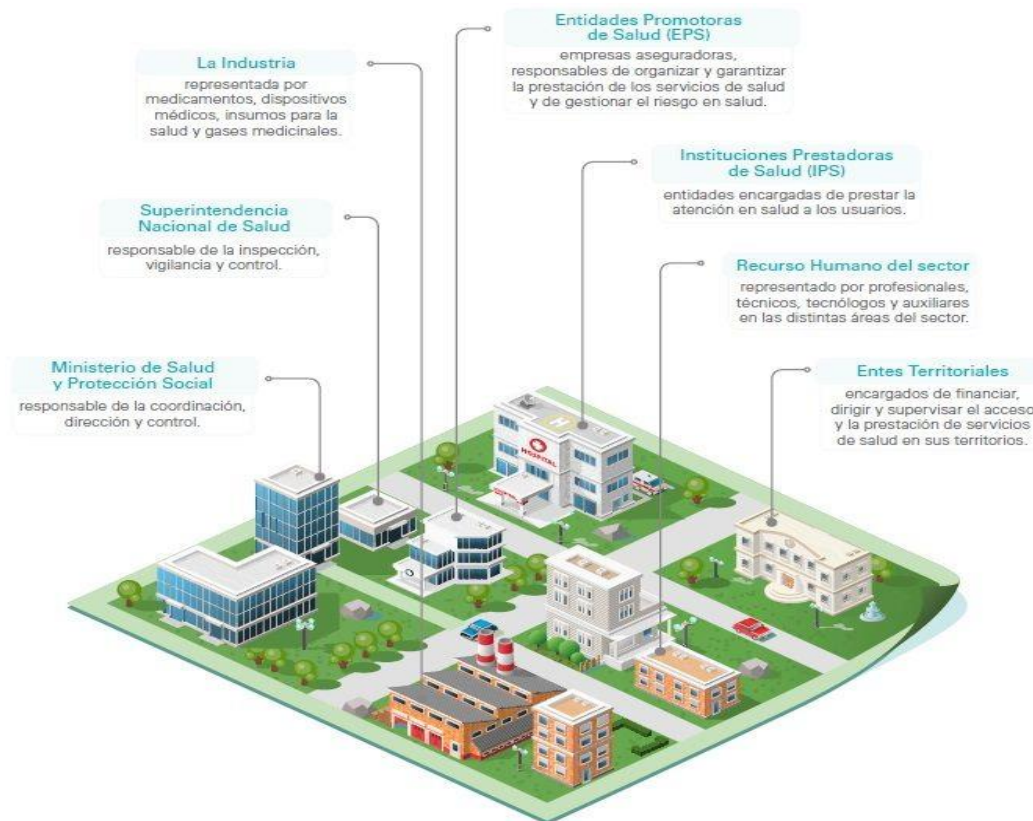 Entidades Promotoras
de Salud (EPS)
empresas aseguradoras,
responsables de organizar y garantizar
la prestación de los servicios de salud
y de gestionar el riesgo en salud.
La Industria
representada por
medicamentos, dispositivos
médicos, insumos para la
salud y gases medicinales.
Instituciones Prestadoras
de Salud (IPS)
entidades encargadas de prestar la
atención en salud a los usuarios.
Superintendencia
Nacional de Salud
responsable de la inspección,
vigilancia y control.
Recurso Humano del sector
representado por profesionales,
técnicos, tecnólogos y auxiliares
en las distintas áreas del sector.
Ministerio de Salud
y Protección Social
responsable de la coordinación,
dirección y control.
Entes Territoriales
encargados de financiar,
dirigir y supervisar el acceso
y la prestación de servicios
de salud en sus territorios.
H
HOSPITAL